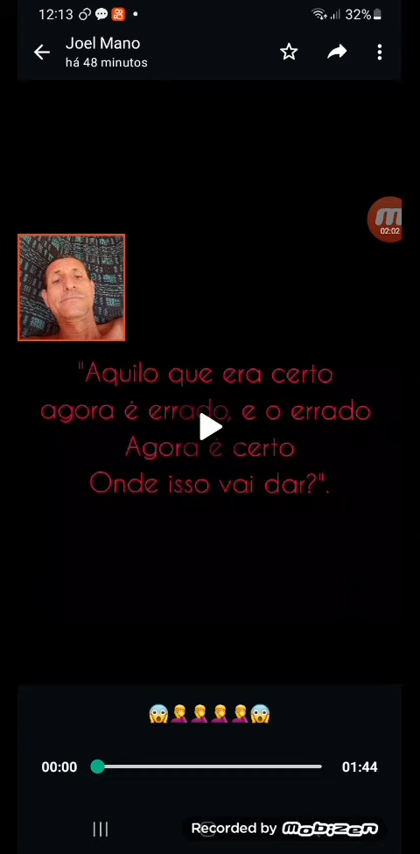 12:13
32%
Joel Mano
há 48 minutos
02:02
"Aquilo que era certo
agora é errado, e o errado
Agora é certo
Onde isso vai dar?".
00:00
01:44
Recorded by mobizen